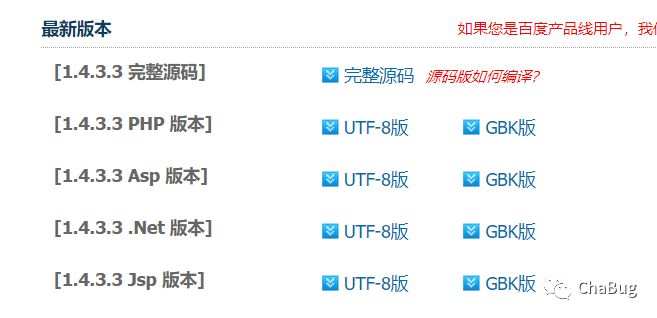 最新版本 如果您是百度产品线用户，我们
[1.4.3.3 完整源码] 完整源码 源码版如何编译?
[1.4.3.3 PHP 版本] UTF-8版 GBK版
[1.4.3.3 Asp 版本] UTF-8版 GBK版
[1.4.3.3 .Net 版本] UTF-8版 GBK版
[1.4.3.3 Jsp 版本] UTF-8版 GBK版
ChaBug